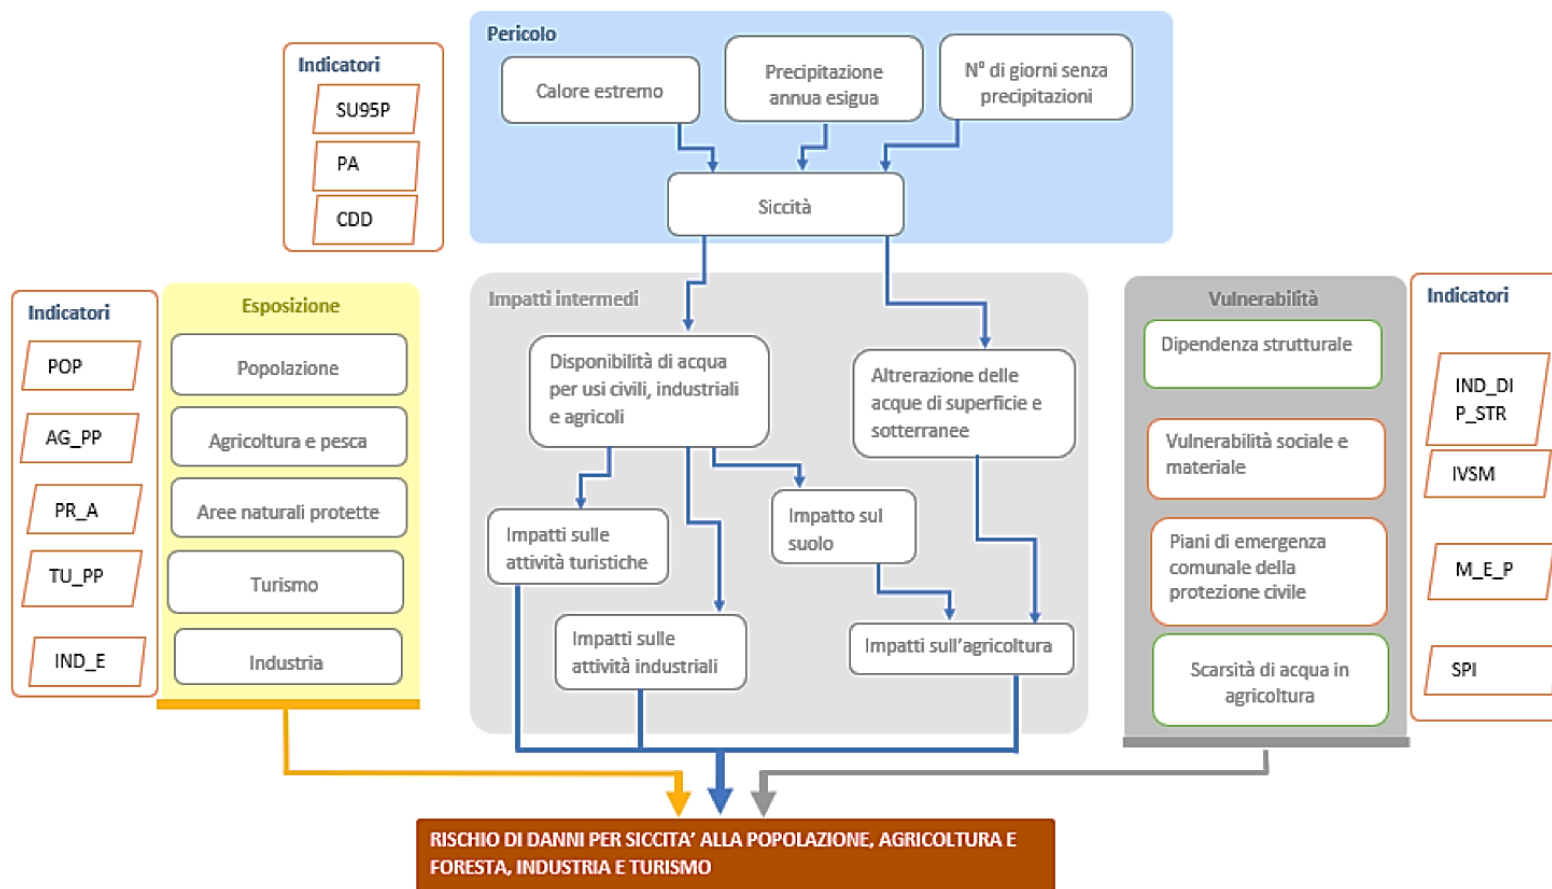 Pericolo
Indicatori
SU95P
PA
CDD
Calore estremo
Precipitazione
annua esigua
N° di giorni senza
precipitazioni
Siccità
Indicatori
POP
AG_PP
PR_A
TU_PP
IND_E
Esposizione
Popolazione
Agricoltura e pesca
Aree naturali protette
Turismo
Industria
Impatti intermedi
Disponibilità di acqua
per usi civili, industriali
e agricoli
Altrerazione delle
acque di superficie e
sotterranee
Impatti sulle
attività turistiche
Impatto sul
suolo
Impatti sulle
attività industriali
Impatti sull'agricoltura
Vulnerabilità
Dipendenza strutturale
Vulnerabilità sociale e
materiale
Piani di emergenza
comunale della
protezione civile
Scarsità di acqua in
agricoltura
Indicatori
IND_DI
P_STR
IVSM
M_E_P
SPI
RISCHIO DI DANNI PER SICCITA' ALLA POPOLAZIONE, AGRICOLTURA E
FORESTA, INDUSTRIA E TURISMO